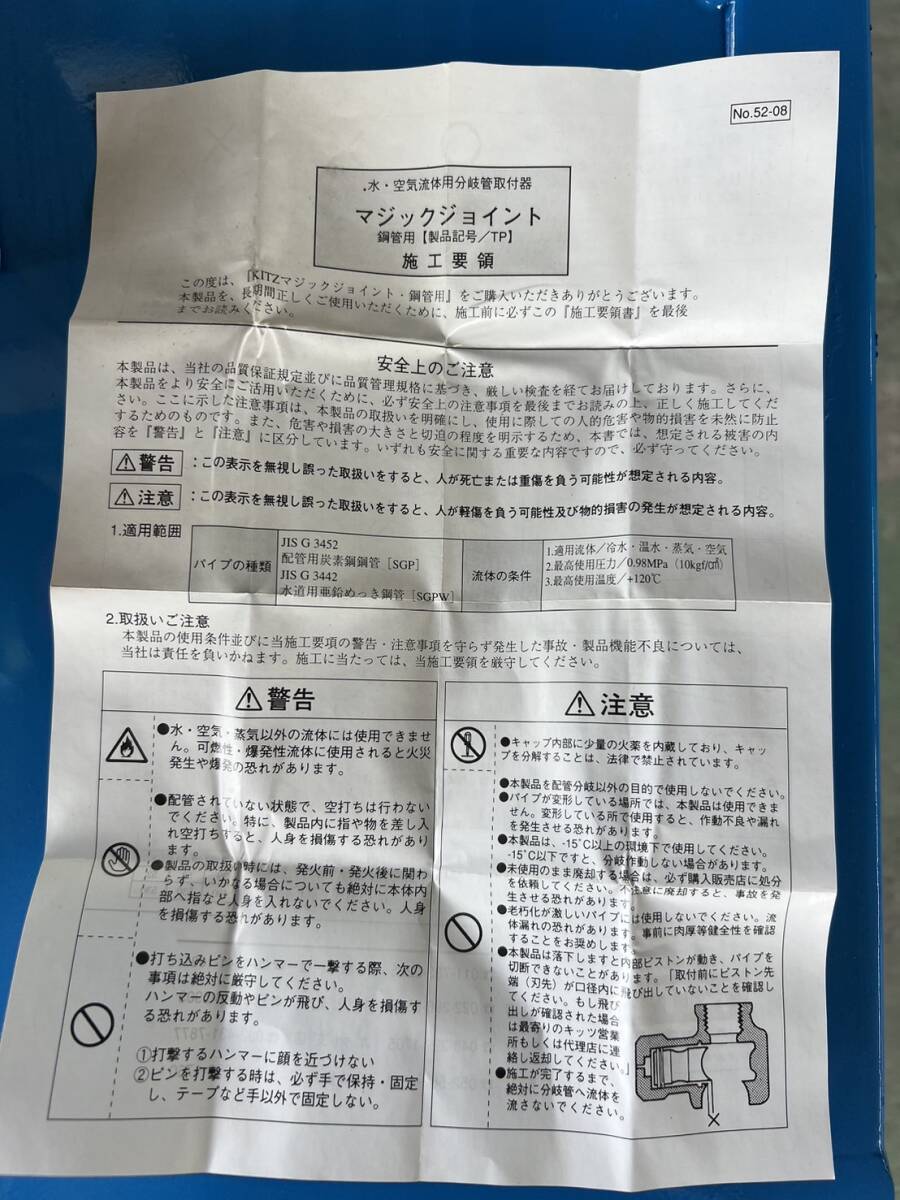 No.52-08
水・空気流体用分岐管取付器
マジックジョイント
鋼管用【製品記号／TP】
施工要領
この度は、『KITZマジックジョイント・鋼管用』をご購入いただきありがとうございます。
本製品を、長期間正しくご使用いただくために、施工前に必ずこの『施工要領書』を最後
までお読みください。
安全上のご注意
本製品は、当社の品質保証規定並びに品質管理規格に基づき、厳しい検査を経てお届けしております。さらに、
本製品をより安全にご活用いただくために、必ず安全上の注意事項を最後までお読みの上、正しく施工してくだ
さい。ここに示した注意事項は、本製品の取扱いを明確にし、使用に際しての人的危害や物的損害を未然に防止
するためのものです。また、危害や損害の大きさと切迫の程度を明示するため、本書では、想定される被害の内
容を『警告』と『注意』に区分しています。いずれも安全に関する重要な内容ですので、必ず守ってください。
⚠警告：この表示を無視し誤った取扱いをすると、人が死亡または重傷を負う可能性が想定される内容。
⚠注意：この表示を無視し誤った取扱いをすると、人が軽傷を負う可能性及び物的損害の発生が想定される内容。
1.適用範囲
パイプの種類
JIS G 3452
配管用炭素鋼鋼管［SGP］
JIS G 3442
水道用亜鉛めっき鋼管［SGPW］
流体の条件
1.適用流体／冷水・温水・蒸気・空気
2.最高使用圧力／0.98MPa（10kgf/c㎡）
3.最高使用温度／+120℃
2.取扱いご注意
本製品の使用条件並びに当施工要項の警告・注意事項を守らず発生した事故・製品機能不良については、
当社は責任を負いかねます。施工に当たっては、当施工要領を厳守してください。
⚠警告
●水・空気・蒸気以外の流体には使用できませ
ん。可燃性・爆発性流体に使用されると火災
発生や爆発の恐れがあります。
●配管されていない状態で、空打ちは行わない
でください。特に、製品内に指や物を差し入
れ空打ちすると、人身を損傷する恐れがあり
ます。
●製品の取扱い時には、発火前・発火後に関わ
らず、いかなる場合についても絶対に本体内
部へ指など人身を入れないでください。人身
を損傷する恐れがあります。
●打ち込みピンをハンマーで一撃する際、次の
事項は絶対に厳守してください。
ハンマーの反動やピンが飛び、人身を損傷す
る恐れがあります。
①打撃するハンマーに顔を近づけない
②ピンを打撃する時は、必ず手で保持・固定
し、テープなど手以外で固定しない。
⚠注意
●キャップ内部に少量の火薬を内蔵しており、キャッ
プを分解することは、法律で禁止されています。
●本製品を配管分岐以外の目的で使用しないでください。
●パイプが変形している場所では、本製品は使用できま
せん。変形している所で使用すると、作動不良や漏れ
を発生させる恐れがあります。
●本製品は、-15℃以上の環境下で使用してください。
-15℃以下ですと、分岐作動しない場合があります。
●未使用のまま廃却する場合は、必ず購入販売店に処分
を依頼してください。不注意に廃却すると、事故を発
生させる恐れがあります。
●老朽化が激しいパイプには使用しないでください。流
体漏れの恐れがあります。事前に肉厚等健全性を確認
することをお奨めします。
●本製品は落下しますと内部ピストンが動き、パイプを
切断できないことがあります。「取付前にピストン先
端（刃先）が口径内に飛び出していないことを確認し
てください。もし飛び
出しが確認された場合
は最寄りのキッツ営業
所もしくは代理店に連
絡し返却してください。」
●施工が完了するまで、
絶対に分岐管へ流体を
流さないでください。